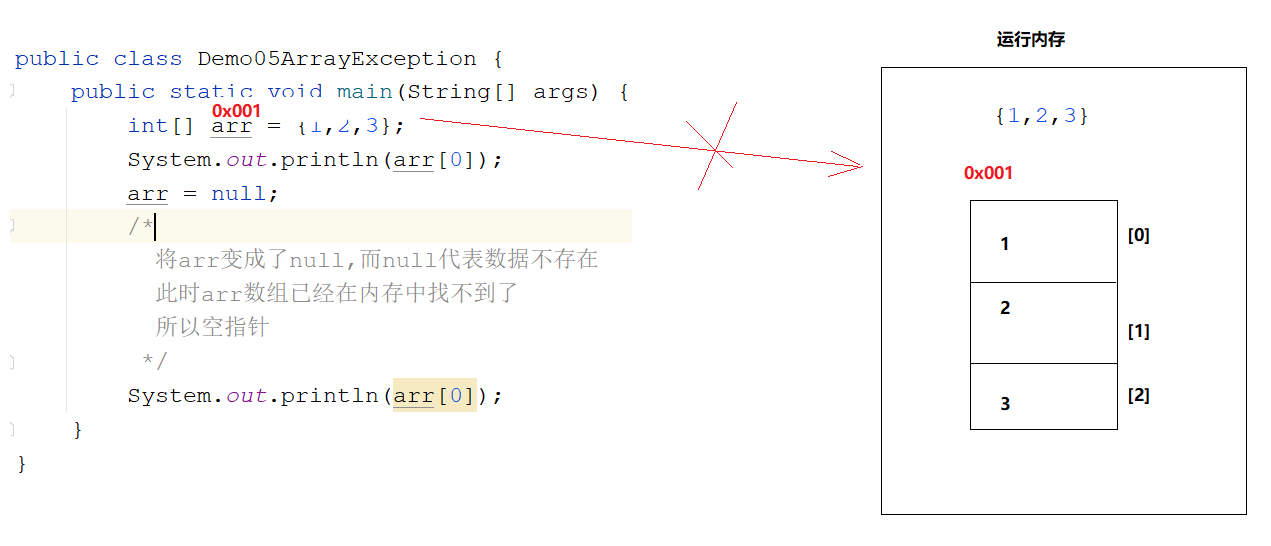 public class Demo05ArrayException {
public static void main(String[] args) {
0x001
int[] arr = {1,2,3};
System.out.println(arr[0]);
arr = null;
/*
将arr变成了null,而null代表数据不存在
此时arr数组已经在内存中找不到了
所以空指针
*/
System.out.println(arr[0]);
}
}
运行内存
{1,2,3}
0x001
1 [0]
2
[1]
3 [2]